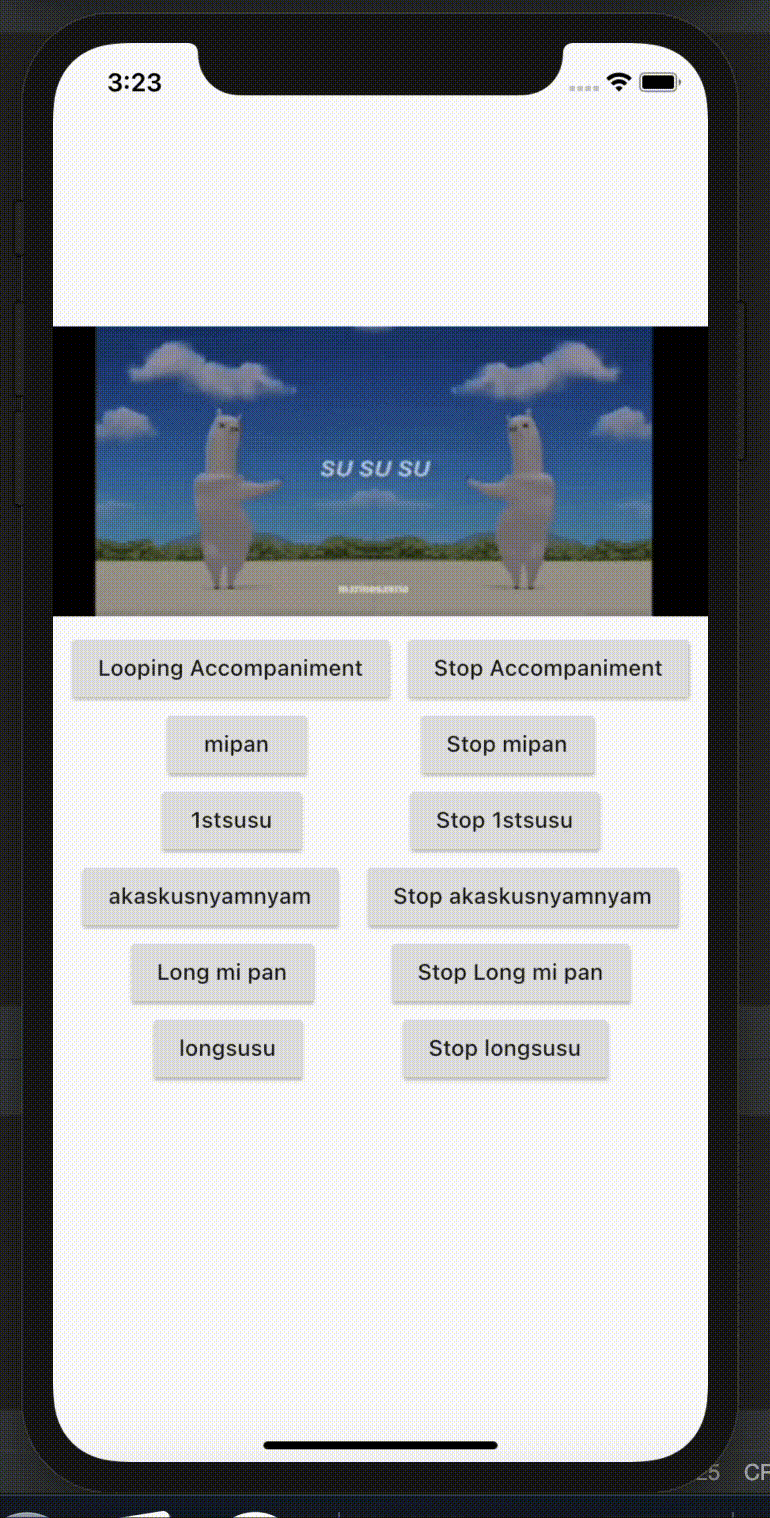 3:23
SU SU SU
Looping Accompaniment Stop Accompaniment
mipan Stop mipan
1stsusu Stop 1stsusu
akaskusnyamnyam Stop akaskusnyamnyam
Long mi pan Stop Long mi pan
longsusu Stop longsusu
25 CF